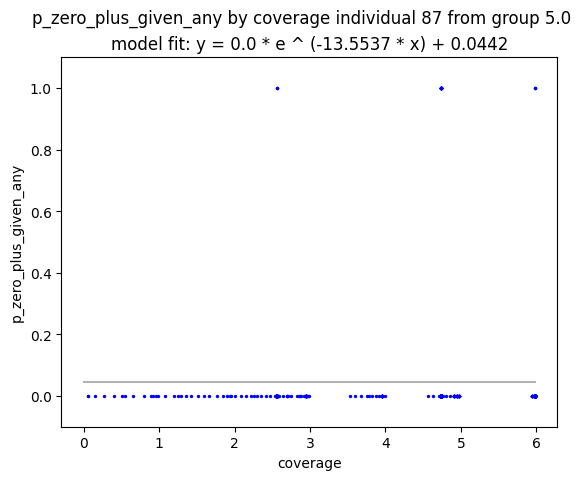 p_zero_plus_given_any by coverage individual 87 from group 5.0
model fit: y = 0.0 * e ^ (-13.5537 * x) + 0.0442
1.0
0.8
0.6
0.4
0.2
0.0
p_zero_plus_given_any
0 1 2 3 4 5 6
coverage